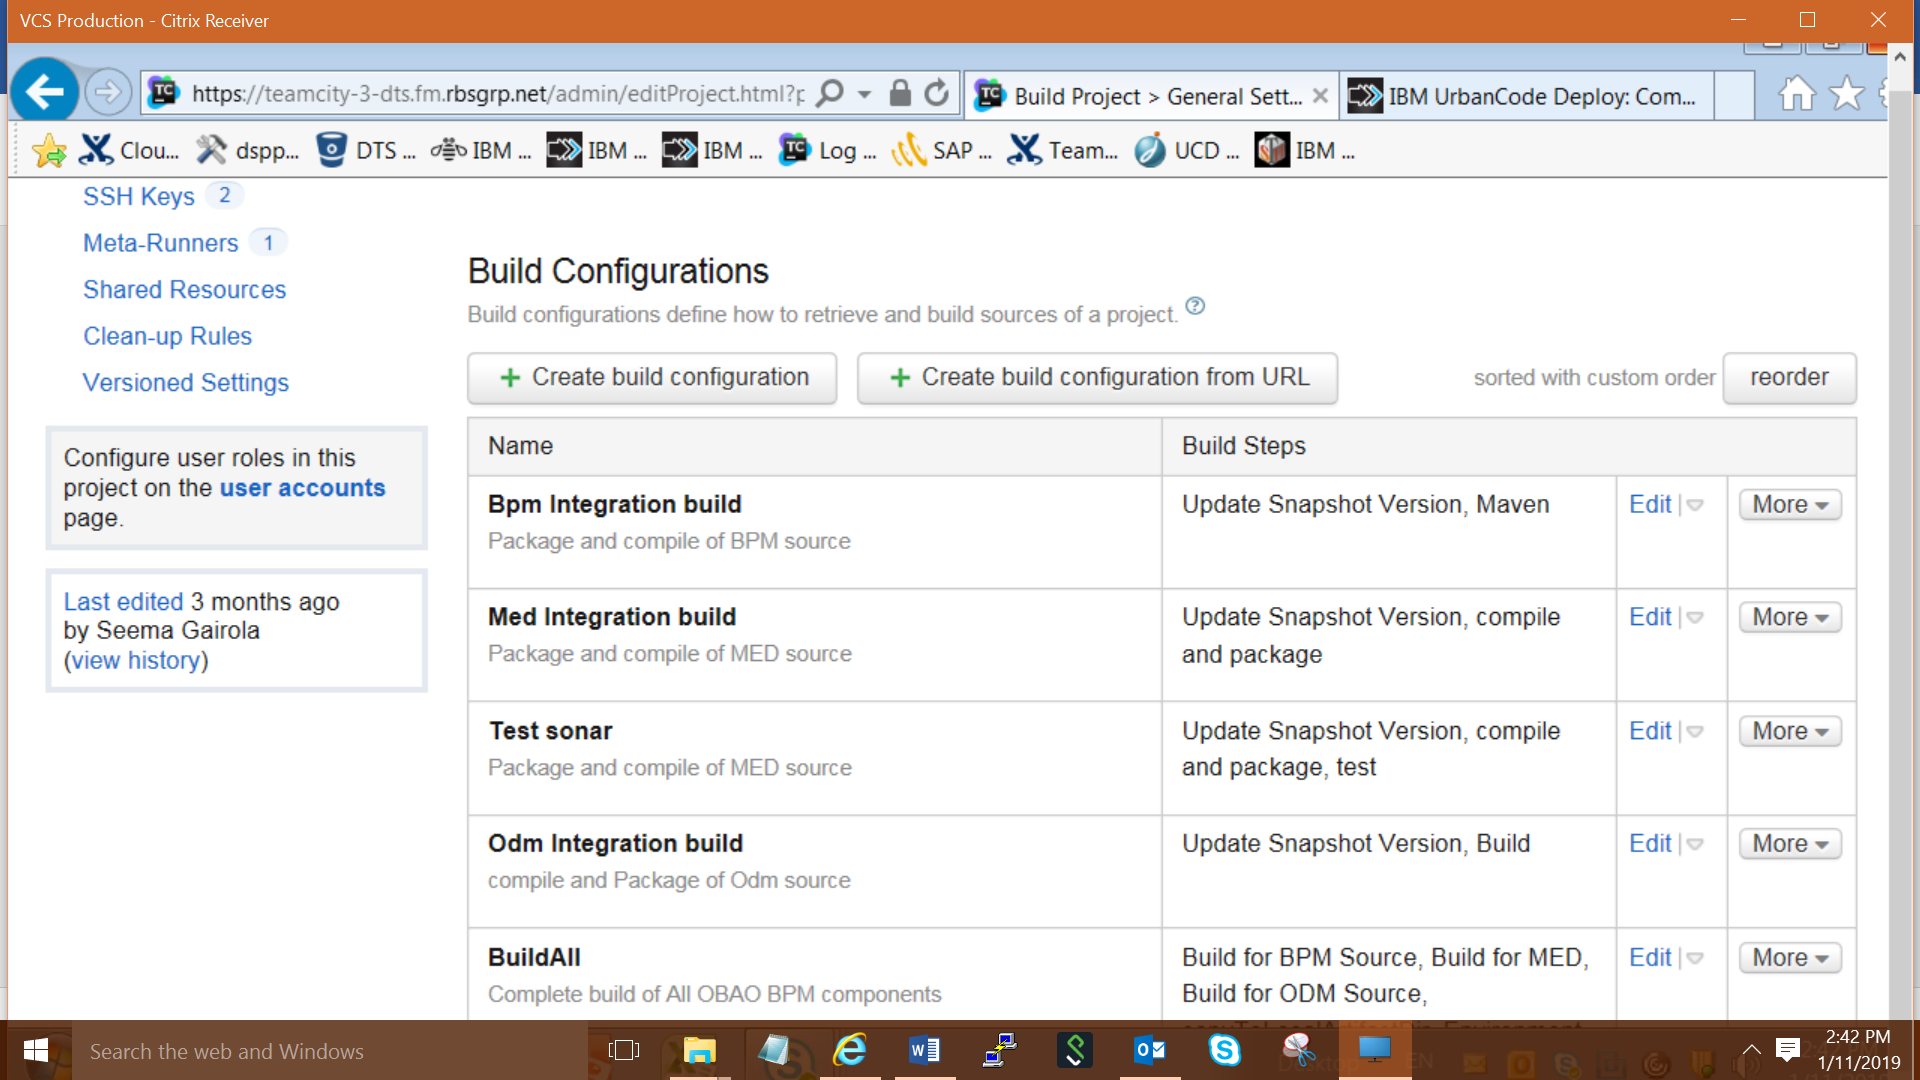 VCS Production - Citrix Receiver
https://teamcity-3-dts.fm.rbsgrp.net/admin/editProject.html?p
Build Project > General Sett...
IBM UrbanCode Deploy: Com...
Clou...
dspp...
DTS ...
IBM ...
IBM ...
IBM ...
Log ...
SAP ...
Team...
UCD ...
IBM ...
SSH Keys 2
Meta-Runners 1
Shared Resources
Clean-up Rules
Versioned Settings
Configure user roles in this
project on the user accounts
page.
Last edited 3 months ago
by Seema Gairola
(view history)
Build Configurations
Build configurations define how to retrieve and build sources of a project. ?
+ Create build configuration
+ Create build configuration from URL
sorted with custom order
reorder
Name
Build Steps
Bpm Integration build
Package and compile of BPM source
Update Snapshot Version, Maven
Edit
More
Med Integration build
Package and compile of MED source
Update Snapshot Version, compile
and package
Edit
More
Test sonar
Package and compile of MED source
Update Snapshot Version, compile
and package, test
Edit
More
Odm Integration build
compile and Package of Odm source
Update Snapshot Version, Build
Edit
More
BuildAll
Complete build of All OBAO BPM components
Build for BPM Source, Build for MED,
Build for ODM Source,
Edit
More
Search the web and Windows
2:42 PM
1/11/2019